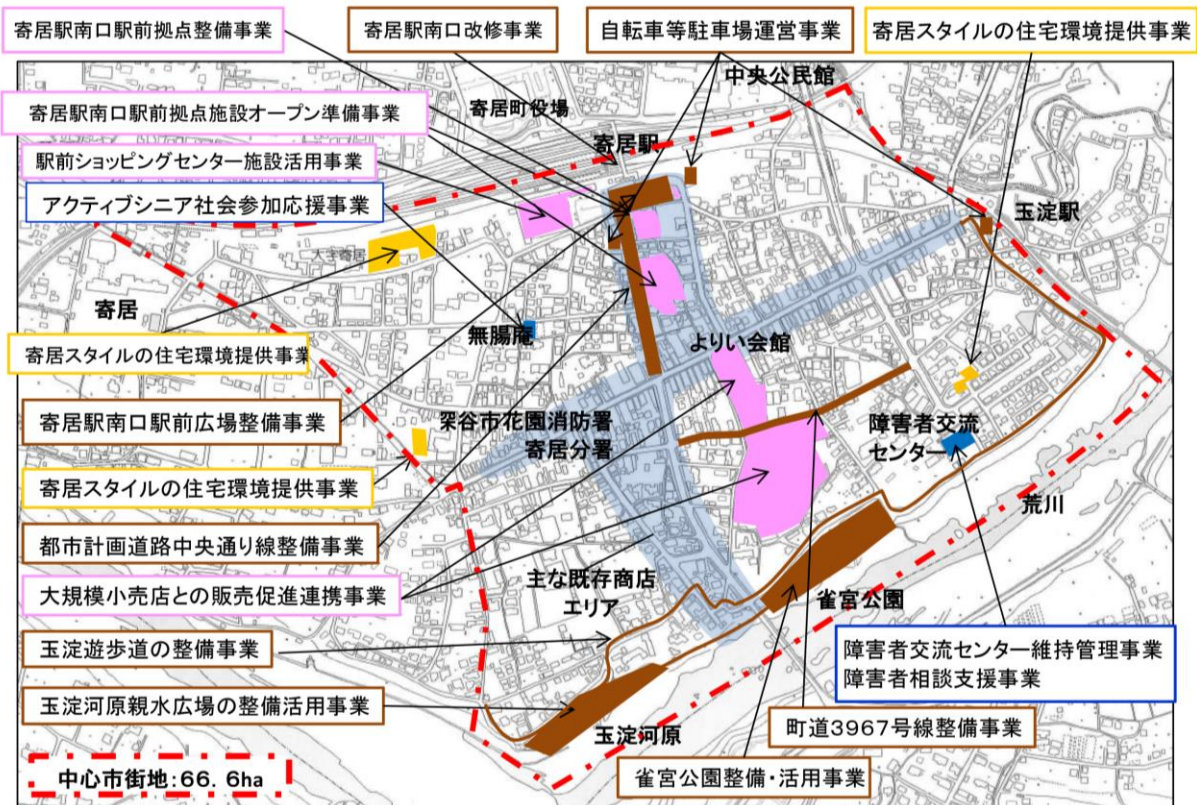 寄居駅南口駅前拠点整備事業
寄居駅南口改修事業
自転車等駐車場運営事業
寄居スタイルの住宅環境提供事業
中央公民館
寄居町役場
寄居駅南口駅前拠点施設オープン準備事業
寄居駅
駅前ショッピングセンター施設活用事業
アクティブシニア社会参加応援事業
玉淀駅
大字寄居
寄居
無腸庵
よりい会館
寄居スタイルの住宅環境提供事業
寄居駅南口駅前広場整備事業
深谷市花園消防署
寄居分署
障害者交流
センター
寄居スタイルの住宅環境提供事業
荒川
都市計画道路中央通り線整備事業
主な既存商店
エリア
大規模小売店との販売促進連携事業
雀宮公園
玉淀遊歩道の整備事業
障害者交流センター維持管理事業
障害者相談支援事業
玉淀河原親水広場の整備活用事業
町道3967号線整備事業
玉淀河原
雀宮公園整備・活用事業
中心市街地:66.6ha